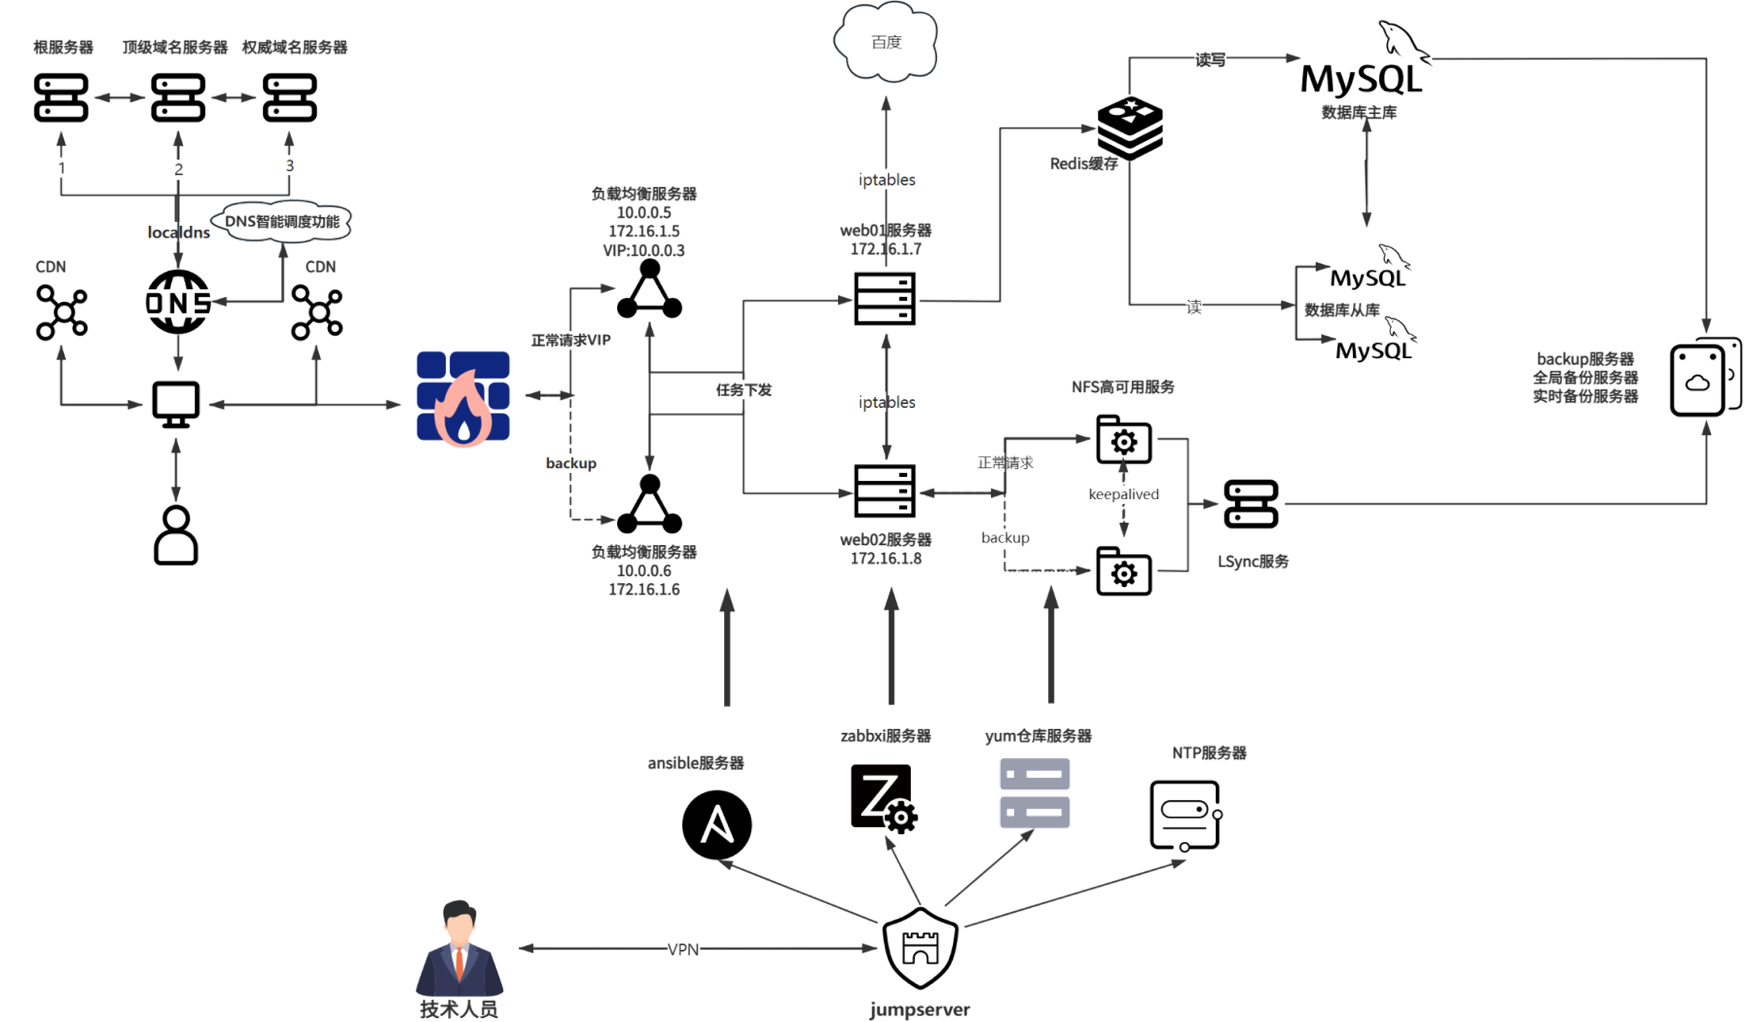 根服务器
顶级域名服务器
权威域名服务器
1
2
3
localdns
DNS智能调度功能
CDN
DNS
CDN
正常请求VIP
backup
负载均衡服务器
10.0.0.5
172.16.1.5
VIP:10.0.0.3
负载均衡服务器
10.0.0.6
172.16.1.6
任务下发
百度
iptables
web01服务器
172.16.1.7
iptables
web02服务器
172.16.1.8
Redis缓存
读写
MySQL
数据库主库
读
MySQL
数据库从库
MySQL
NFS高可用服务
正常请求
keepalived
backup
LSync服务
backup服务器
全局备份服务器
实时备份服务器
ansible服务器
zabbxi服务器
Z
yum仓库服务器
NTP服务器
技术人员
VPN
jumpserver